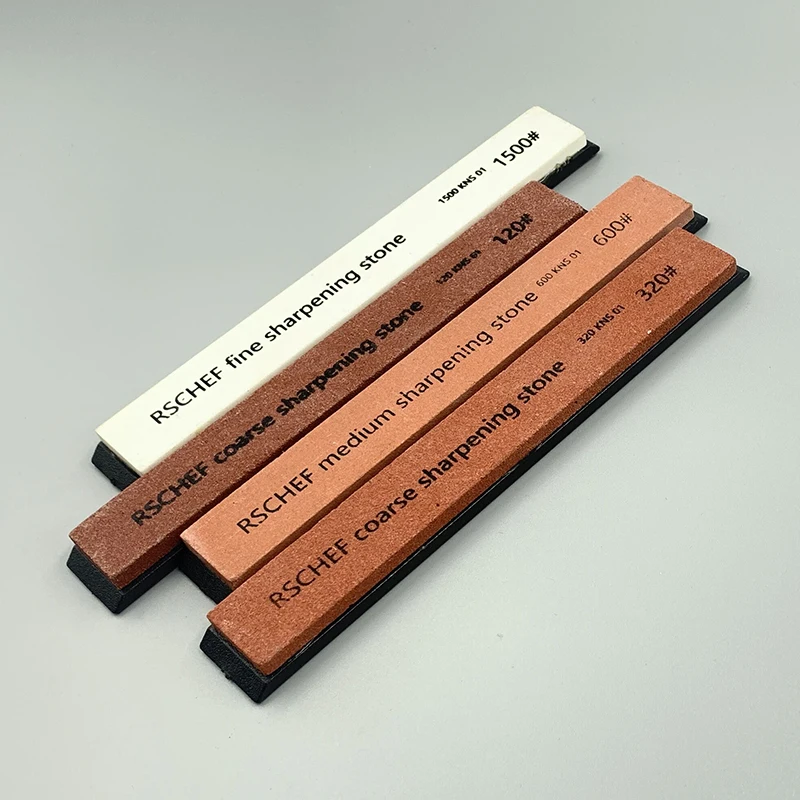 RSCHEF fine sharpening stone 1500 KNS 01 1500#
RSCHEF coarse sharpening stone 120 KNS 01 120#
RSCHEF medium sharpening stone 600 KNS 01 600#
RSCHEF coarse sharpening stone 320 KNS 01 320#